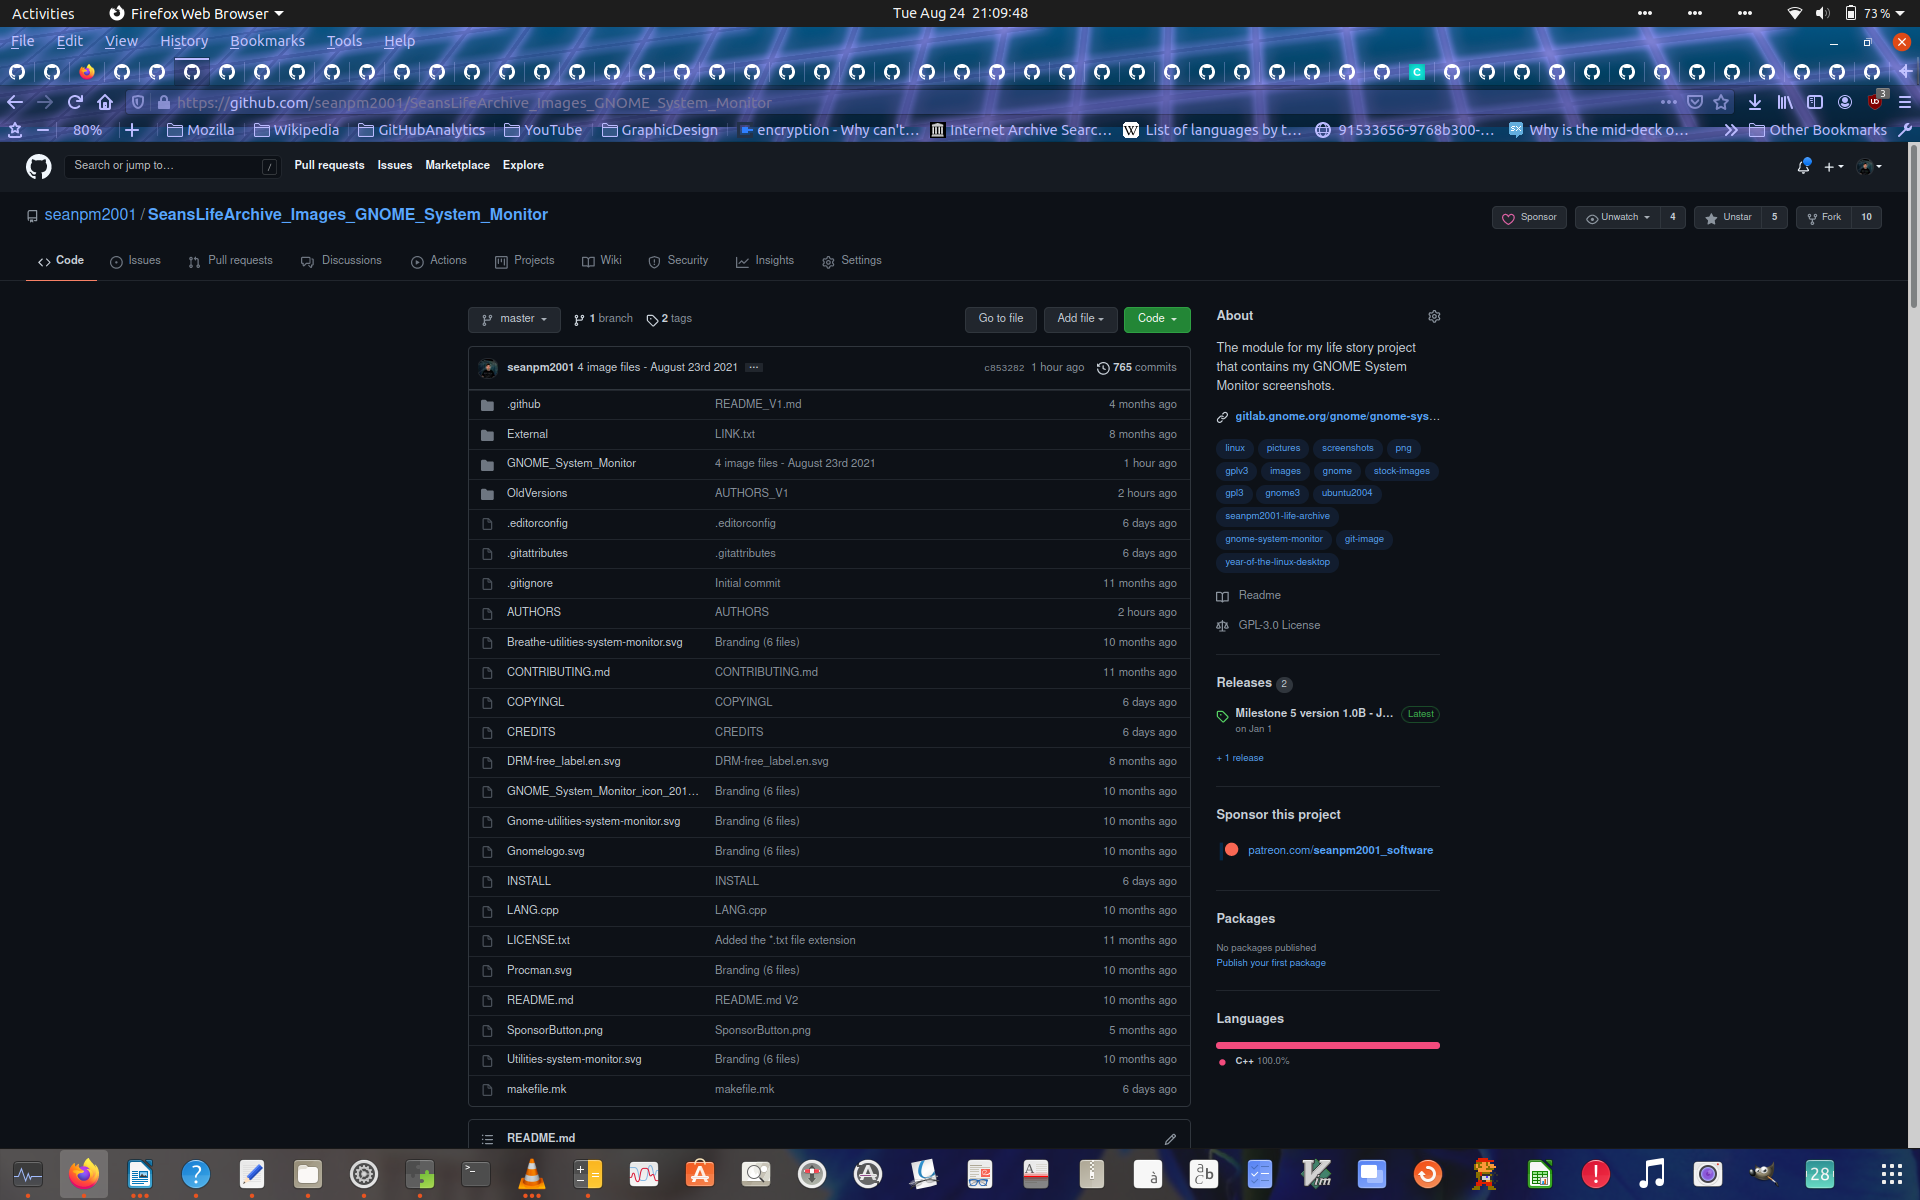 Activities Firefox Web Browser Tue Aug 24 21:09:48 73 %
File Edit View History Bookmarks Tools Help
https://github.com/seanpm2001/SeansLifeArchive_Images_GNOME_System_Monitor 3
80% Mozilla Wikipedia GitHubAnalytics YouTube GraphicDesign encryption - Why can't… Internet Archive Searc… List of languages by t… 91533656-9768b300-… Why is the mid-deck o… Other Bookmarks
Search or jump to… / Pull requests Issues Marketplace Explore
seanpm2001 / SeansLifeArchive_Images_GNOME_System_Monitor
Sponsor Unwatch 4 Unstar 5 Fork 10
Code Issues Pull requests Discussions Actions Projects Wiki Security Insights Settings
master 1 branch 2 tags Go to file Add file Code
seanpm2001 4 image files - August 23rd 2021 … c853282 1 hour ago 765 commits
.github README_V1.md 4 months ago
External LINK.txt 8 months ago
GNOME_System_Monitor 4 image files - August 23rd 2021 1 hour ago
OldVersions AUTHORS_V1 2 hours ago
.editorconfig .editorconfig 6 days ago
.gitattributes .gitattributes 6 days ago
.gitignore Initial commit 11 months ago
AUTHORS AUTHORS 2 hours ago
Breathe-utilities-system-monitor.svg Branding (6 files) 10 months ago
CONTRIBUTING.md CONTRIBUTING.md 11 months ago
COPYINGL COPYINGL 6 days ago
CREDITS CREDITS 6 days ago
DRM-free_label.en.svg DRM-free_label.en.svg 8 months ago
GNOME_System_Monitor_icon_201… Branding (6 files) 10 months ago
Gnome-utilities-system-monitor.svg Branding (6 files) 10 months ago
Gnomelogo.svg Branding (6 files) 10 months ago
INSTALL INSTALL 6 days ago
LANG.cpp LANG.cpp 10 months ago
LICENSE.txt Added the *.txt file extension 11 months ago
Procman.svg Branding (6 files) 10 months ago
README.md README.md V2 10 months ago
SponsorButton.png SponsorButton.png 5 months ago
Utilities-system-monitor.svg Branding (6 files) 10 months ago
makefile.mk makefile.mk 6 days ago
README.md
About
The module for my life story project
that contains my GNOME System
Monitor screenshots.
gitlab.gnome.org/gnome/gnome-sys…
linux pictures screenshots png
gplv3 images gnome stock-images
gpl3 gnome3 ubuntu2004
seanpm2001-life-archive
gnome-system-monitor git-image
year-of-the-linux-desktop
Readme
GPL-3.0 License
Releases 2
Milestone 5 version 1.0B - J… Latest
on Jan 1
+ 1 release
Sponsor this project
patreon.com/seanpm2001_software
Packages
No packages published
Publish your first package
Languages
C++ 100.0%
28